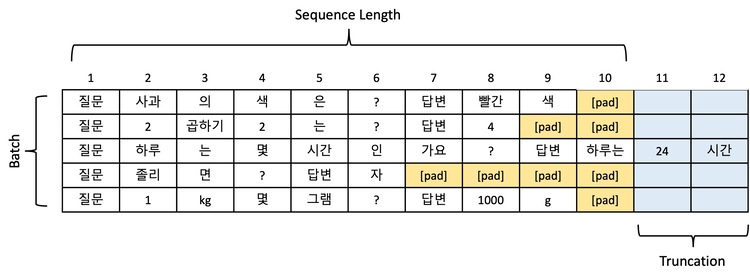 Sequence Length
1 2 3 4 5 6 7 8 9 10 11 12
Batch
질문 사과 의 색 은 ? 답변 빨간 색 [pad]
질문 2 곱하기 2 는 ? 답변 4 [pad] [pad]
질문 하루 는 몇 시간 인 가요 ? 답변 하루는 24 시간
질문 졸리 면 ? 답변 자 [pad] [pad] [pad] [pad]
질문 1 kg 몇 그램 ? 답변 1000 g [pad]
Truncation